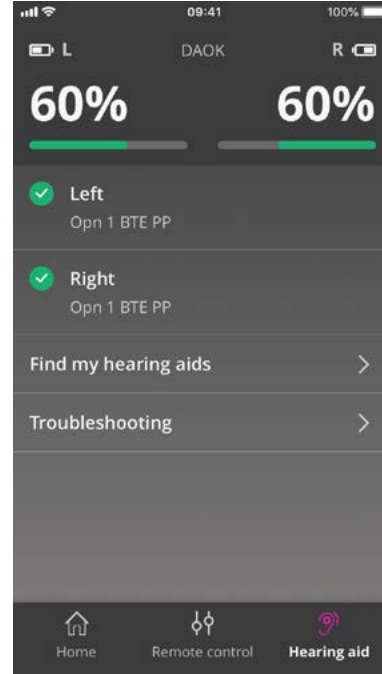 09:41 100%
L DAOK R
60% 60%
Left
Opn 1 BTE PP
Right
Opn 1 BTE PP
Find my hearing aids
Troubleshooting
Home Remote control Hearing aid